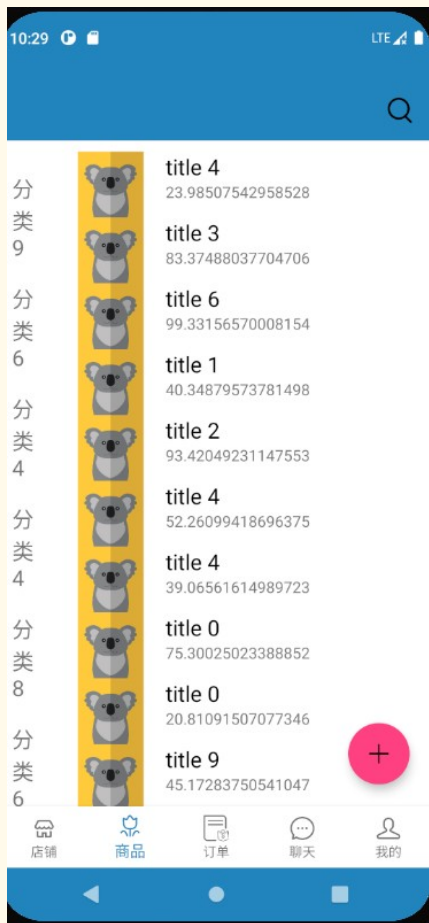 10:29
LTE
分
类
9
分
类
6
分
类
4
分
类
4
分
类
8
分
类
6
title 4
23.98507542958528
title 3
83.37488037704706
title 6
99.33156570008154
title 1
40.34879573781498
title 2
93.42049231147553
title 4
52.26099418696375
title 4
39.06561614989723
title 0
75.30025023388852
title 0
20.81091507077346
title 9
45.17283750541047
店铺
商品
订单
聊天
我的